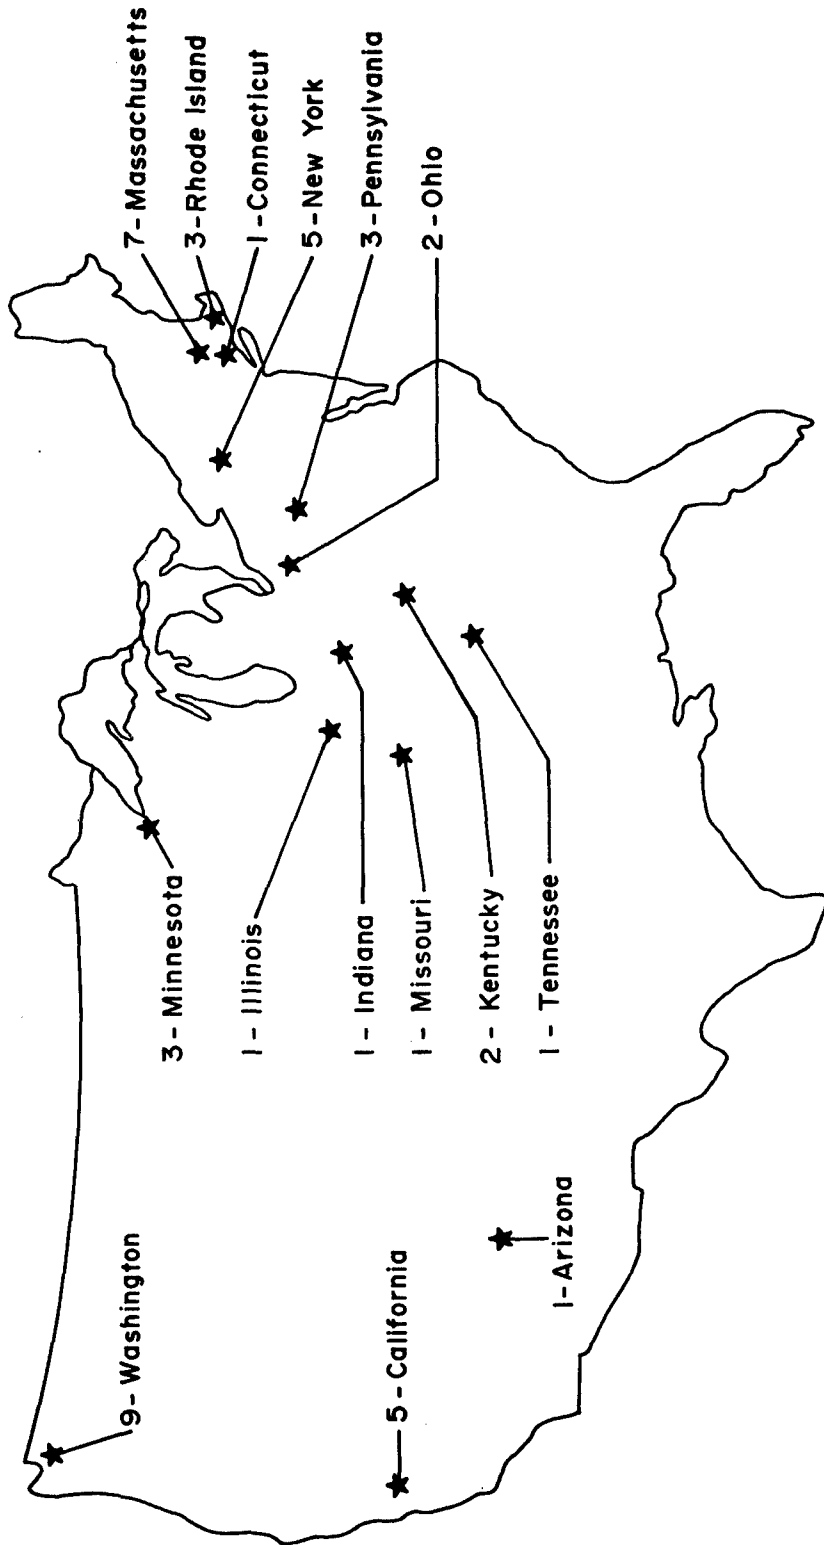 9-Washington
5-California
1-Arizona
3-Minnesota
1-Illinois
1-Indiana
1-Missouri
2-Kentucky
1-Tennessee
7-Massachusetts
3-Rhode Island
1-Connecticut
5-New York
3-Pennsylvania
2-Ohio